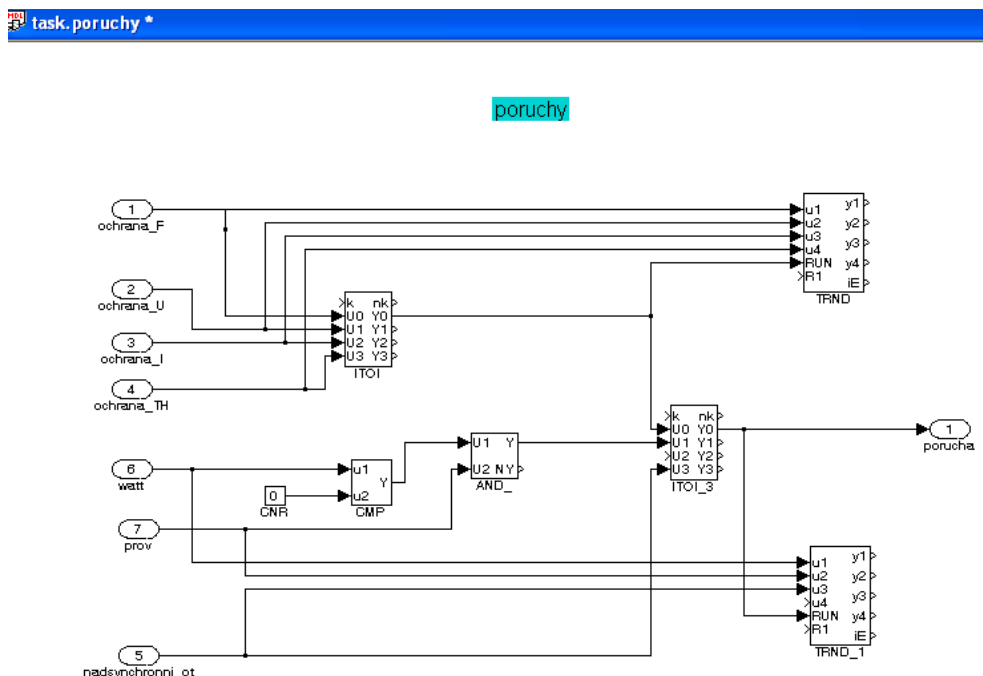 MDL
task.poruchy *
poruchy
1
ochrana_F
2
ochrana_U
3
ochrana_I
4
ochrana_TH
k nk
U0 Y0
U1 Y1
U2 Y2
U3 Y3
ITOI
u1 y1
u2 y2
u3 y3
u4 y4
RUN
R1 iE
TRND
6
watt
0
CNR
u1
u2
Y
CMP
U1 Y
U2 NY
AND_
k nk
U0 Y0
U1 Y1
U2 Y2
U3 Y3
ITOI_3
1
porucha
7
prov
u1 y1
u2 y2
u3 y3
u4
RUN y4
R1 iE
TRND_1
5
nadsynchronni_ot